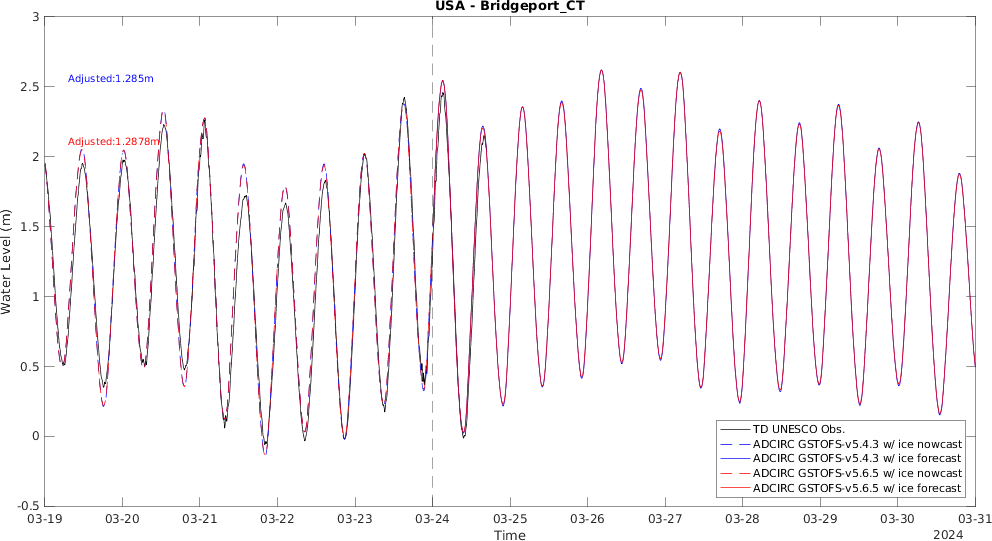 USA - Bridgeport_CT
3
2.5
2
1.5
1
0.5
0
-0.5
Water Level (m)
Adjusted:1.285m
Adjusted:1.2878m
TD UNESCO Obs.
ADCIRC GSTOFS-v5.4.3 w/ ice nowcast
ADCIRC GSTOFS-v5.4.3 w/ ice forecast
ADCIRC GSTOFS-v5.6.5 w/ ice nowcast
ADCIRC GSTOFS-v5.6.5 w/ ice forecast
03-19 03-20 03-21 03-22 03-23 03-24 03-25 03-26 03-27 03-28 03-29 03-30 03-31
Time
2024